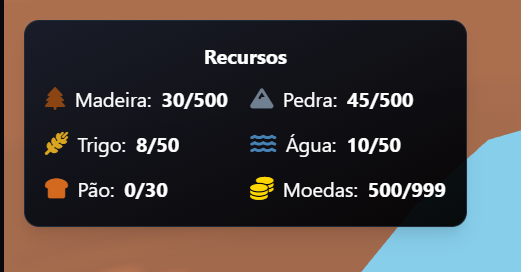 Recursos
Madeira: 30/500 Pedra: 45/500
Trigo: 8/50 Água: 10/50
Pão: 0/30 Moedas: 500/999